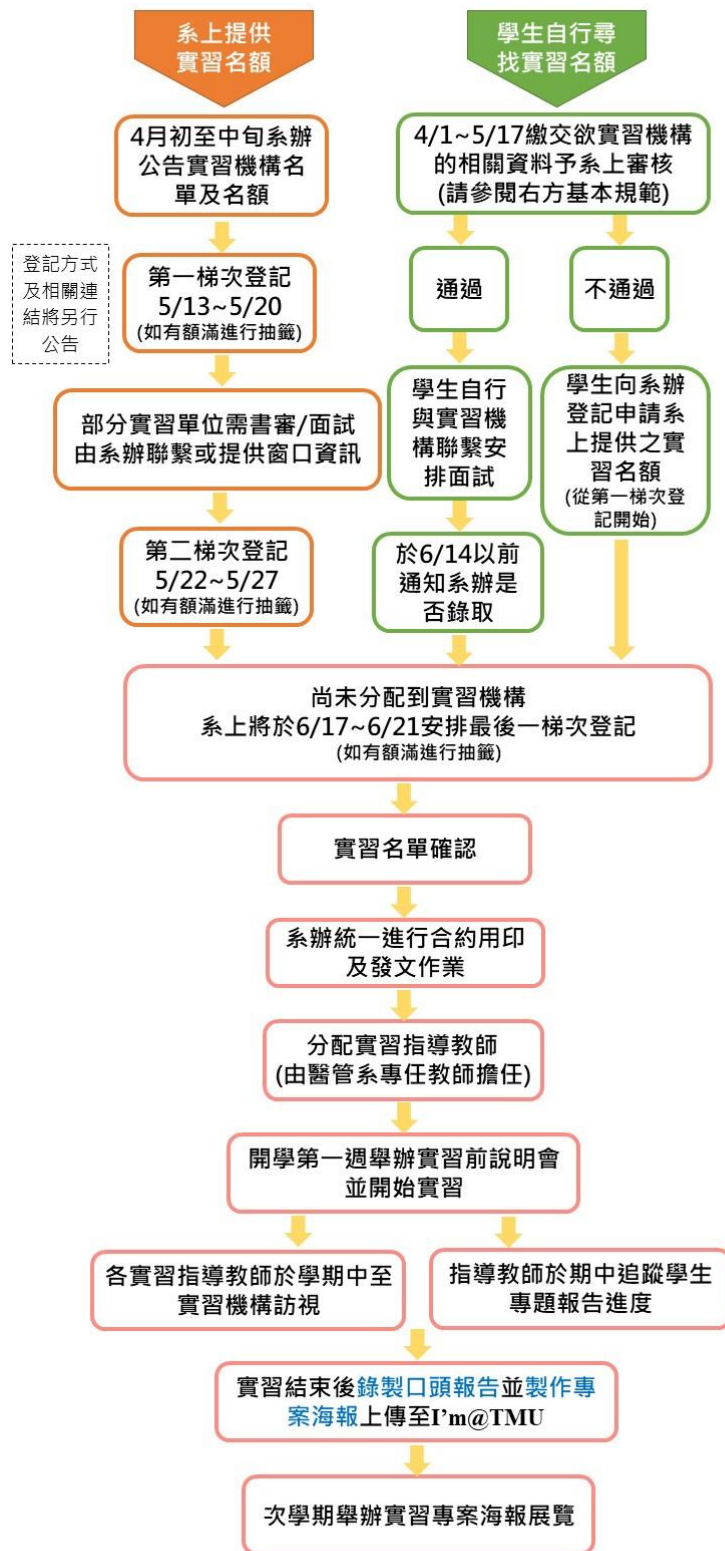 系上提供
實習名額
學生自行尋
找實習名額
4月初至中旬系辦
公告實習機構名
單及名額
4/1~5/17繳交欲實習機構
的相關資料予系上審核
(請參閱右方基本規範)
登記方式
及相關連
結將另行
公告
第一梯次登記
5/13~5/20
(如有額滿進行抽籤)
通過
不通過
部分實習單位需書審/面試
由系辦聯繫或提供窗口資訊
學生自行
與實習機
構聯繫安
排面試
學生向系辦
登記申請系
上提供之實
習名額
(從第一梯次登
記開始)
第二梯次登記
5/22~5/27
(如有額滿進行抽籤)
於6/14以前
通知系辦是
否錄取
尚未分配到實習機構
系上將於6/17~6/21安排最後一梯次登記
(如有額滿進行抽籤)
實習名單確認
系辦統一進行合約用印
及發文作業
分配實習指導教師
(由醫管系專任教師擔任)
開學第一週舉辦實習前說明會
並開始實習
各實習指導教師於學期中至
實習機構訪視
指導教師於期中追蹤學生
專題報告進度
實習結束後錄製口頭報告並製作專
案海報上傳至I'm@TMU
次學期舉辦實習專案海報展覽